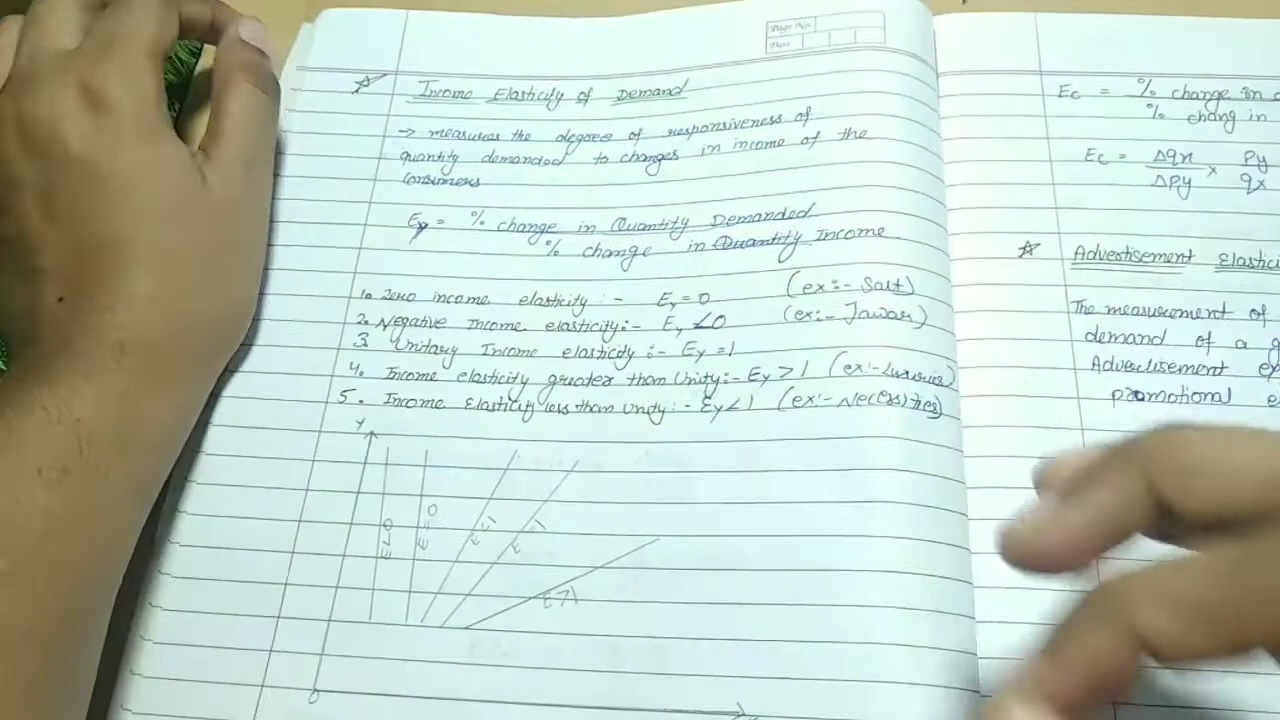 Page No.
Date
Income Elasticity of Demand
→ measures the degree of responsiveness of
quantity demanded to changes in income of the
consumers
Ey = % change in Quantity Demanded
% change in Quantity Income
1. Zero income elasticity :- Ey = 0 (ex:- Salt)
2. Negative Income elasticity:- Ey < 0 (ex:- Jawar)
3. Unitary Income elasticity :- Ey = 1
4. Income elasticity greater than Unity:- Ey > 1 (ex:- Luxuries)
5. Income Elasticity less than Unity :- Ey < 1 (ex:- Necessities)
Y
E<0
E=0
E<1
E=1
E>1
0
Ec = % change in
% chang in
Ec = Δqx / ΔPy × Py / qx
Advertisement
The measurement of
demand of a
Advertisement
promotional